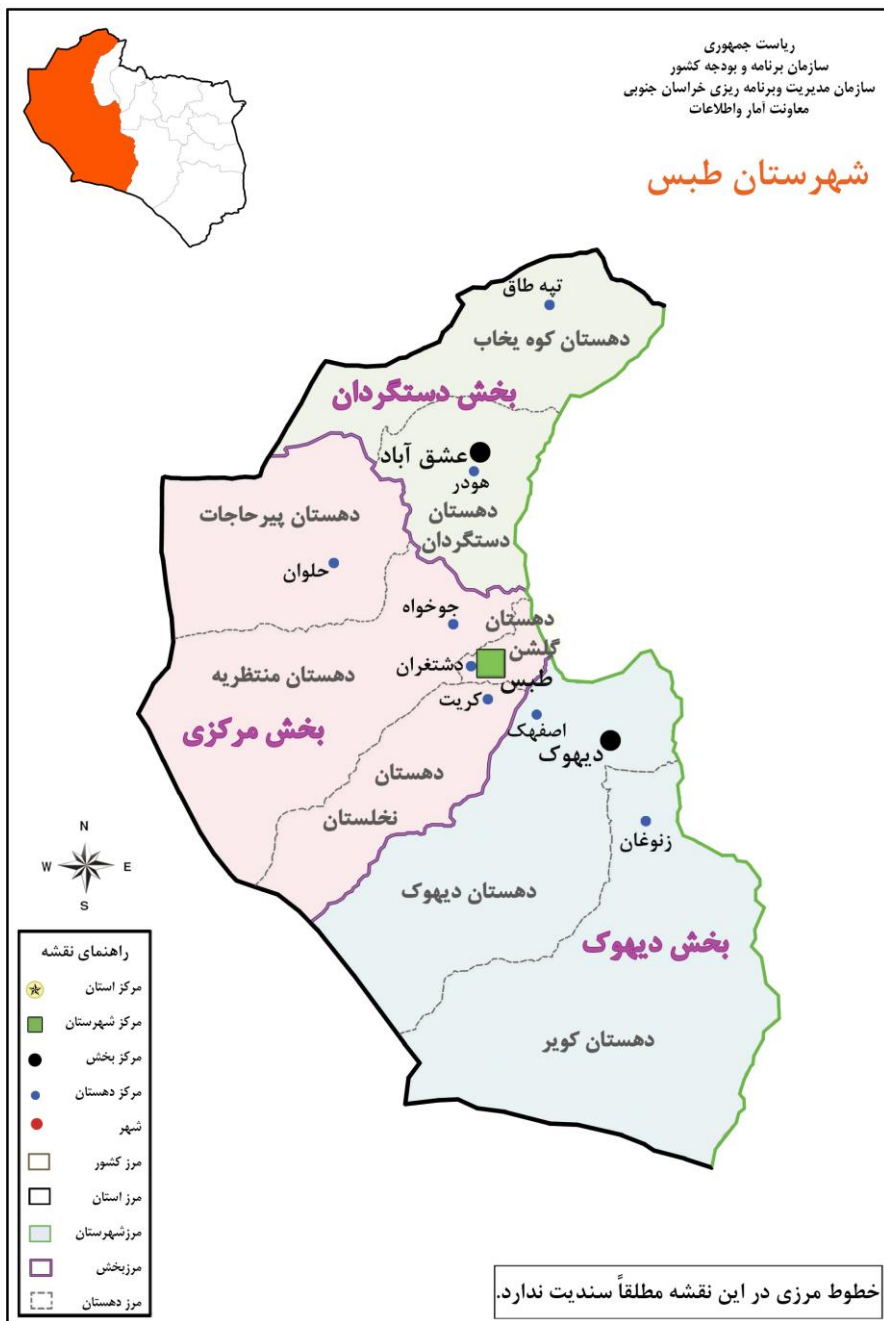 ریاست جمهوری
سازمان برنامه و بودجه کشور
سازمان مدیریت وبرنامه ریزی خراسان جنوبی
معاونت آمار واطلاعات
شهرستان طبس
تپه طاق
دهستان کوه یخاب
بخش دستگردان
عشق آباد
هودر
دهستان
دستگردان
دهستان پیرحاجات
حلوان
جوخواه
دهستان
گلشن
دشتغران
طبس
دهستان منتظریه
کریت
بخش مرکزی
اصفهک
دیهوک
دهستان
نخلستان
زنوغان
دهستان دیهوک
بخش دیهوک
دهستان کویر
N
W
E
S
راهنمای نقشه
مرکز استان
مرکز شهرستان
مرکز بخش
مرکز دهستان
شهر
مرز کشور
مرز استان
مرزشهرستان
مرزبخش
مرز دهستان
خطوط مرزی در این نقشه مطلقاً سندیت ندارد.